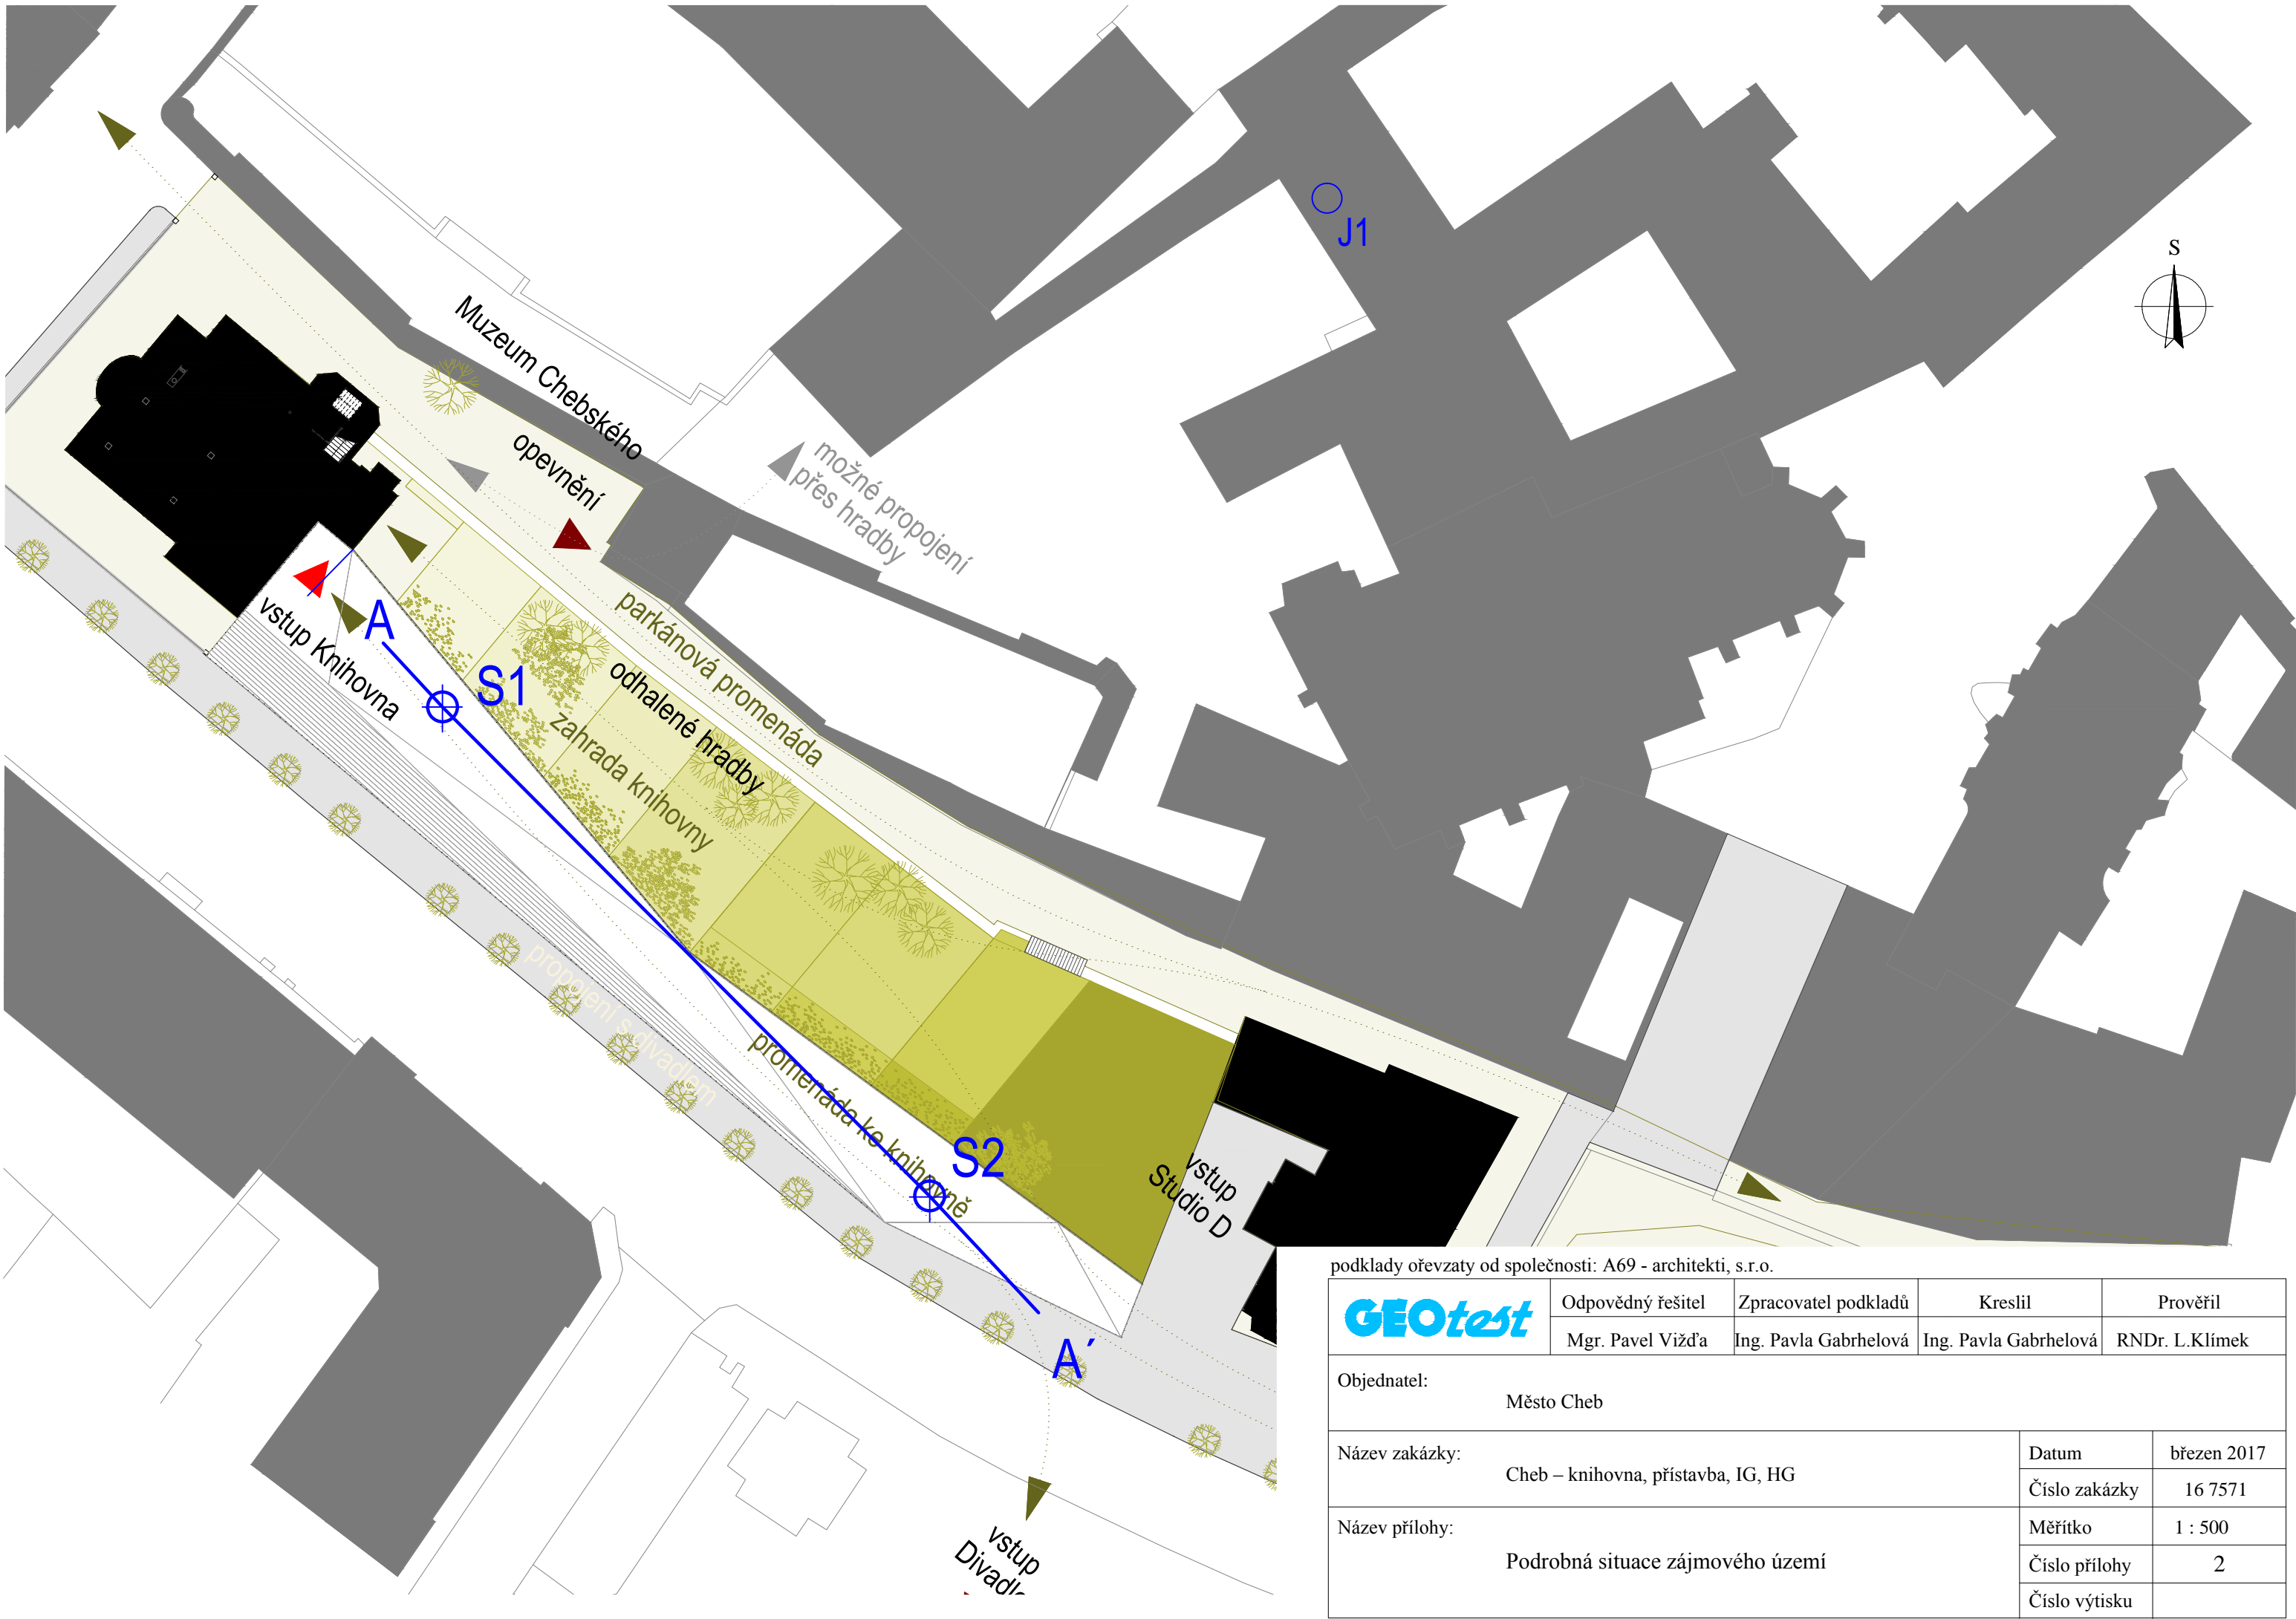 J1
S
Muzeum Chebského
opevnění
možné propojení
přes hradby
A
vstup Knihovna
S1
parkánová promenáda
odhalené hradby
zahrada knihovny
propojení s divadlem
promenáda ke knihovně
S2
vstup
Studio D
A´
vstup
podklady ořevzaty od společnosti: A69 - architekti, s.r.o.
GEOtest
Odpovědný řešitel
Zpracovatel podkladů
Kreslil
Prověřil
Mgr. Pavel Vižďa
Ing. Pavla Gabrhelová
Ing. Pavla Gabrhelová
RNDr. L.Klímek
Objednatel:
Město Cheb
Název zakázky:
Cheb – knihovna, přístavba, IG, HG
Datum
březen 2017
Číslo zakázky
16 7571
Název přílohy:
Podrobná situace zájmového území
Měřítko
1 : 500
Číslo přílohy
2
Číslo výtisku